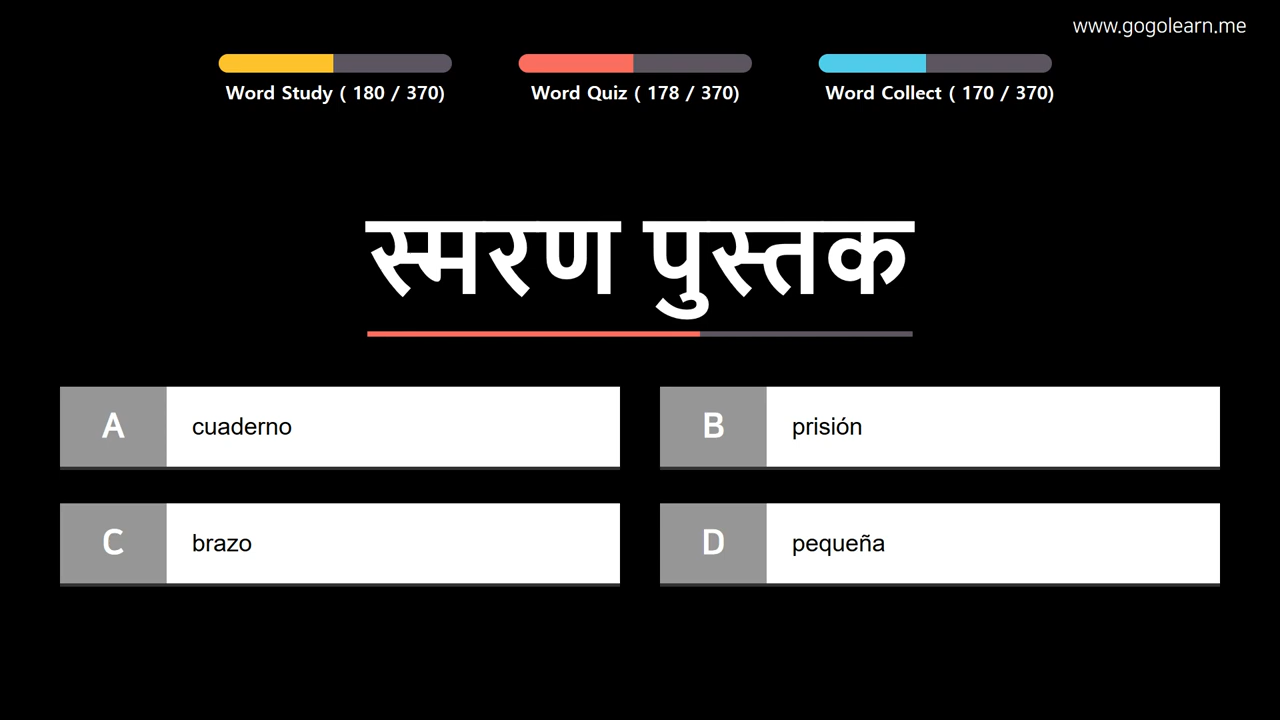 www.gogolearn.me
Word Study ( 180 / 370)
Word Quiz ( 178 / 370)
Word Collect ( 170 / 370)
स्मरण पुस्तक
A cuaderno
B prisión
C brazo
D pequeña